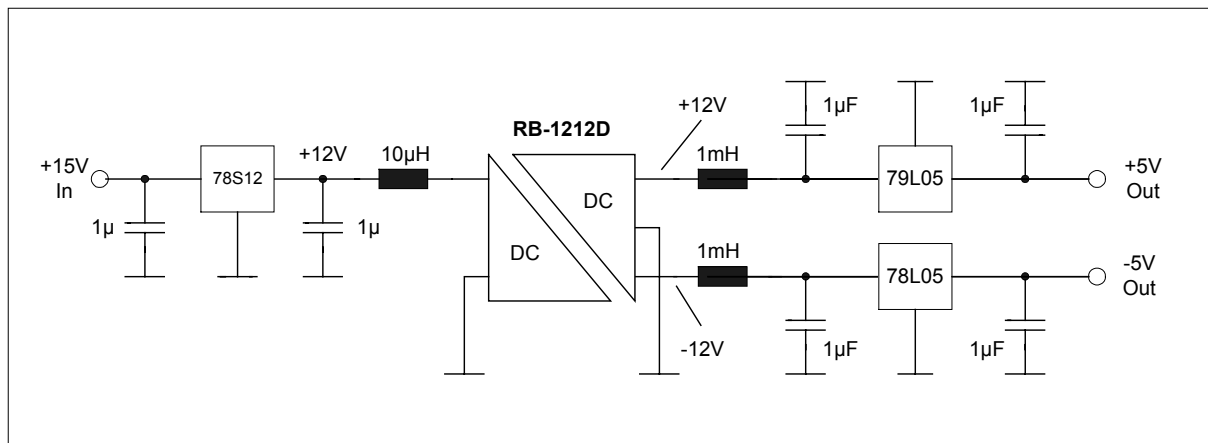 RB-1212D
+15V
In
78S12
+12V
10µH
1µ
1µ
DC
DC
+12V
-12V
1mH
1µF
79L05
1µF
+5V
Out
1mH
1µF
78L05
1µF
-5V
Out